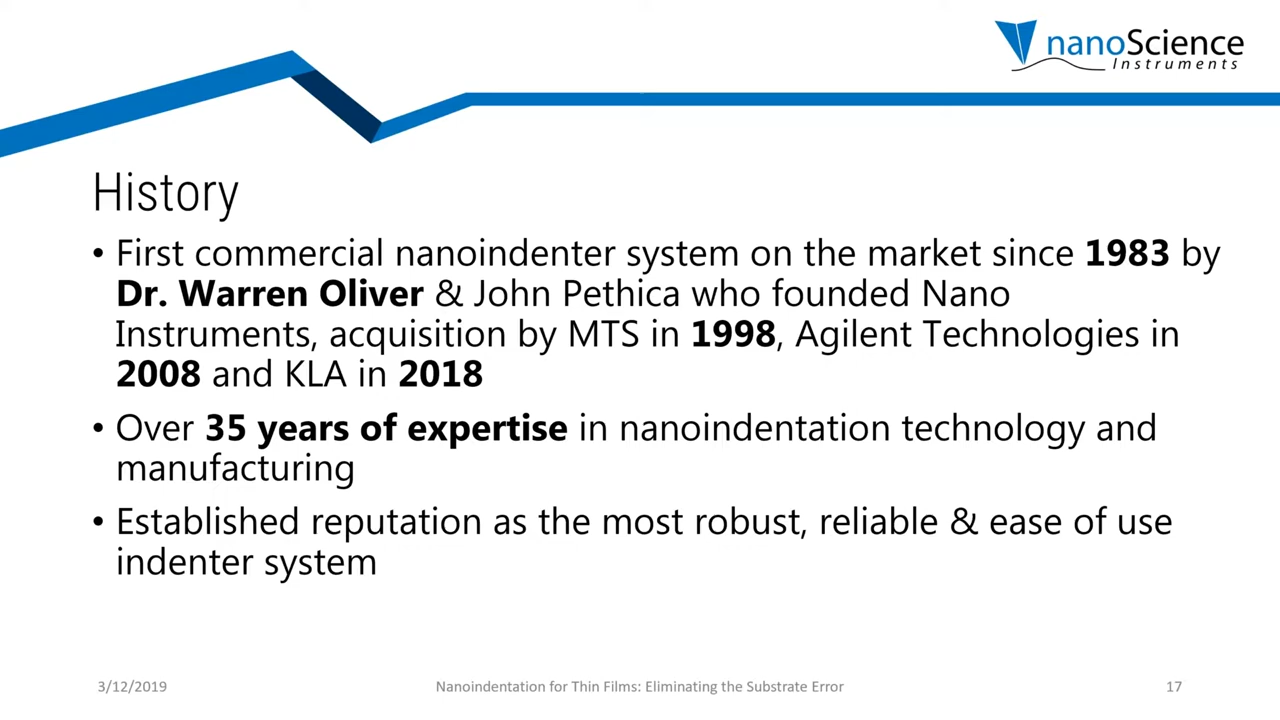 nanoScience
Instruments
History
• First commercial nanoindenter system on the market since 1983 by
Dr. Warren Oliver & John Pethica who founded Nano
Instruments, acquisition by MTS in 1998, Agilent Technologies in
2008 and KLA in 2018
• Over 35 years of expertise in nanoindentation technology and
manufacturing
• Established reputation as the most robust, reliable & ease of use
indenter system
3/12/2019
Nanoindentation for Thin Films: Eliminating the Substrate Error
17